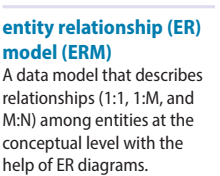 entity relationship (ER)
model (ERM)
A data model that describes
relationships (1:1, 1:M, and
M:N) among entities at the
conceptual level with the
help of ER diagrams.